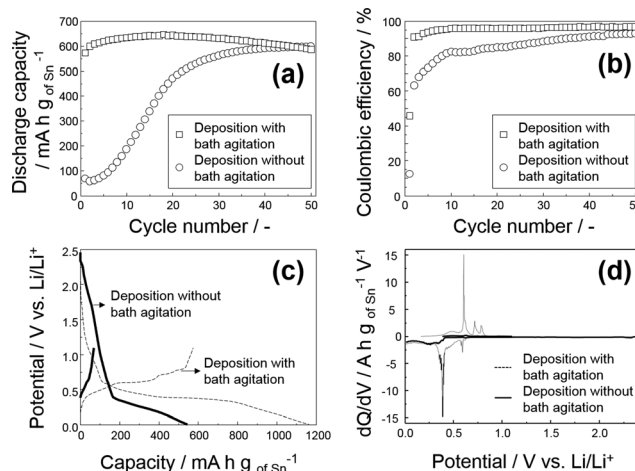 Discharge capacity
/ mA h g of Sn⁻¹
700
600
500
400
300
200
100
0
0 10 20 30 40 50
Cycle number / -
(a)
Deposition with
bath agitation
Deposition without
bath agitation
Coulombic efficiency / %
100
80
60
40
20
0
0 10 20 30 40 50
Cycle number / -
(b)
Deposition with
bath agitation
Deposition without
bath agitation
Potential / V vs. Li/Li⁺
2.5
2.0
1.5
1.0
0.5
0
0 200 400 600 800 1000 1200
Capacity / mA h g of Sn⁻¹
(c)
Deposition without
bath agitation
Deposition with
bath agitation
dQ/dV / A h g of Sn⁻¹ V⁻¹
15
10
5
0
-5
-10
-15
0.0 0.5 1.0 1.5 2.0
Potential / V vs. Li/Li⁺
(d)
Deposition with
bath agitation
Deposition without
bath agitation